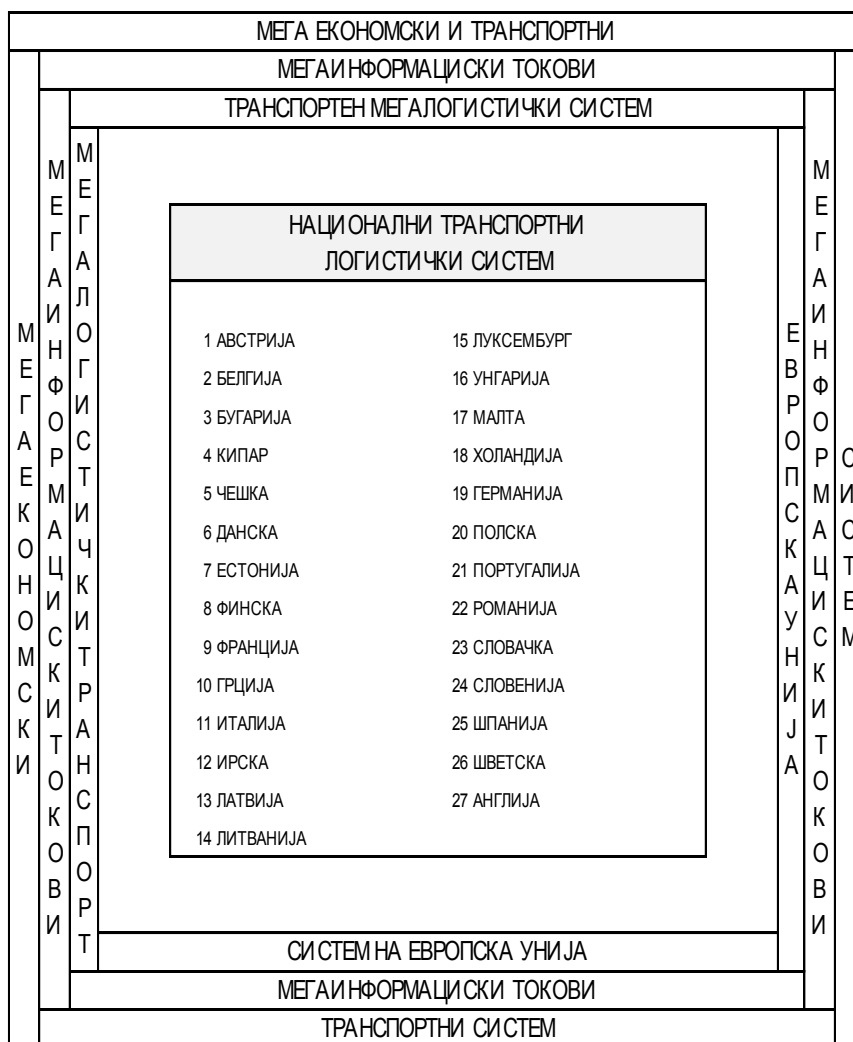 МЕГА ЕКОНОМСКИ И ТРАНСПОРТНИ
МЕГАИНФОРМАЦИСКИ ТОКОВИ
ТРАНСПОРТЕН МЕГАЛОГИСТИЧКИ СИСТЕМ
МЕГАЕКОНОМСКИ
МЕГАИНФОРМАЦИСКИ ТОКОВИ
МЕГАЛОГИСТИЧКИ ТРАНСПОРТ
НАЦИОНАЛНИ ТРАНСПОРТНИ
ЛОГИСТИЧКИ СИСТЕМ
1 АВСТРИЈА
2 БЕЛГИЈА
3 БУГАРИЈА
4 КИПАР
5 ЧЕШКА
6 ДАНСКА
7 ЕСТОНИЈА
8 ФИНСКА
9 ФРАНЦИЈА
10 ГРЦИЈА
11 ИТАЛИЈА
12 ИРСКА
13 ЛАТВИЈА
14 ЛИТВАНИЈА
15 ЛУКСЕМБУРГ
16 УНГАРИЈА
17 МАЛТА
18 ХОЛАНДИЈА
19 ГЕРМАНИЈА
20 ПОЛСКА
21 ПОРТУГАЛИЈА
22 РОМАНИЈА
23 СЛОВАЧКА
24 СЛОВЕНИЈА
25 ШПАНИЈА
26 ШВЕТСКА
27 АНГЛИЈА
ЕВРОПСКА УНИЈА
МЕГАИНФОРМАЦИСКИ ТОКОВИ
СИСТЕМ
СИСТЕМ НА ЕВРОПСКА УНИЈА
МЕГАИНФОРМАЦИСКИ ТОКОВИ
ТРАНСПОРТНИ СИСТЕМ